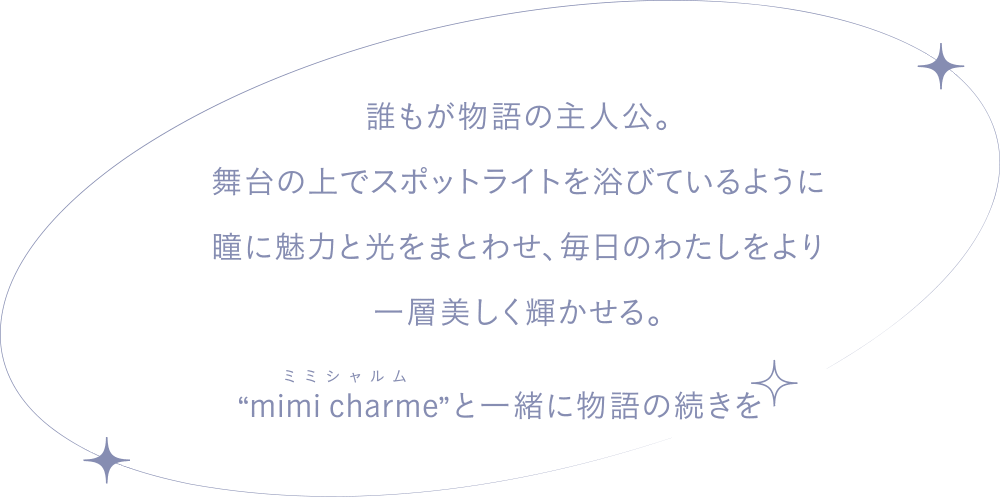 誰もが物語の主人公。
舞台の上でスポットライトを浴びているように
瞳に魅力と光をまとわせ、毎日のわたしをより
一層美しく輝かせる。
ミミシャルム
“mimi charme”と一緒に物語の続きを